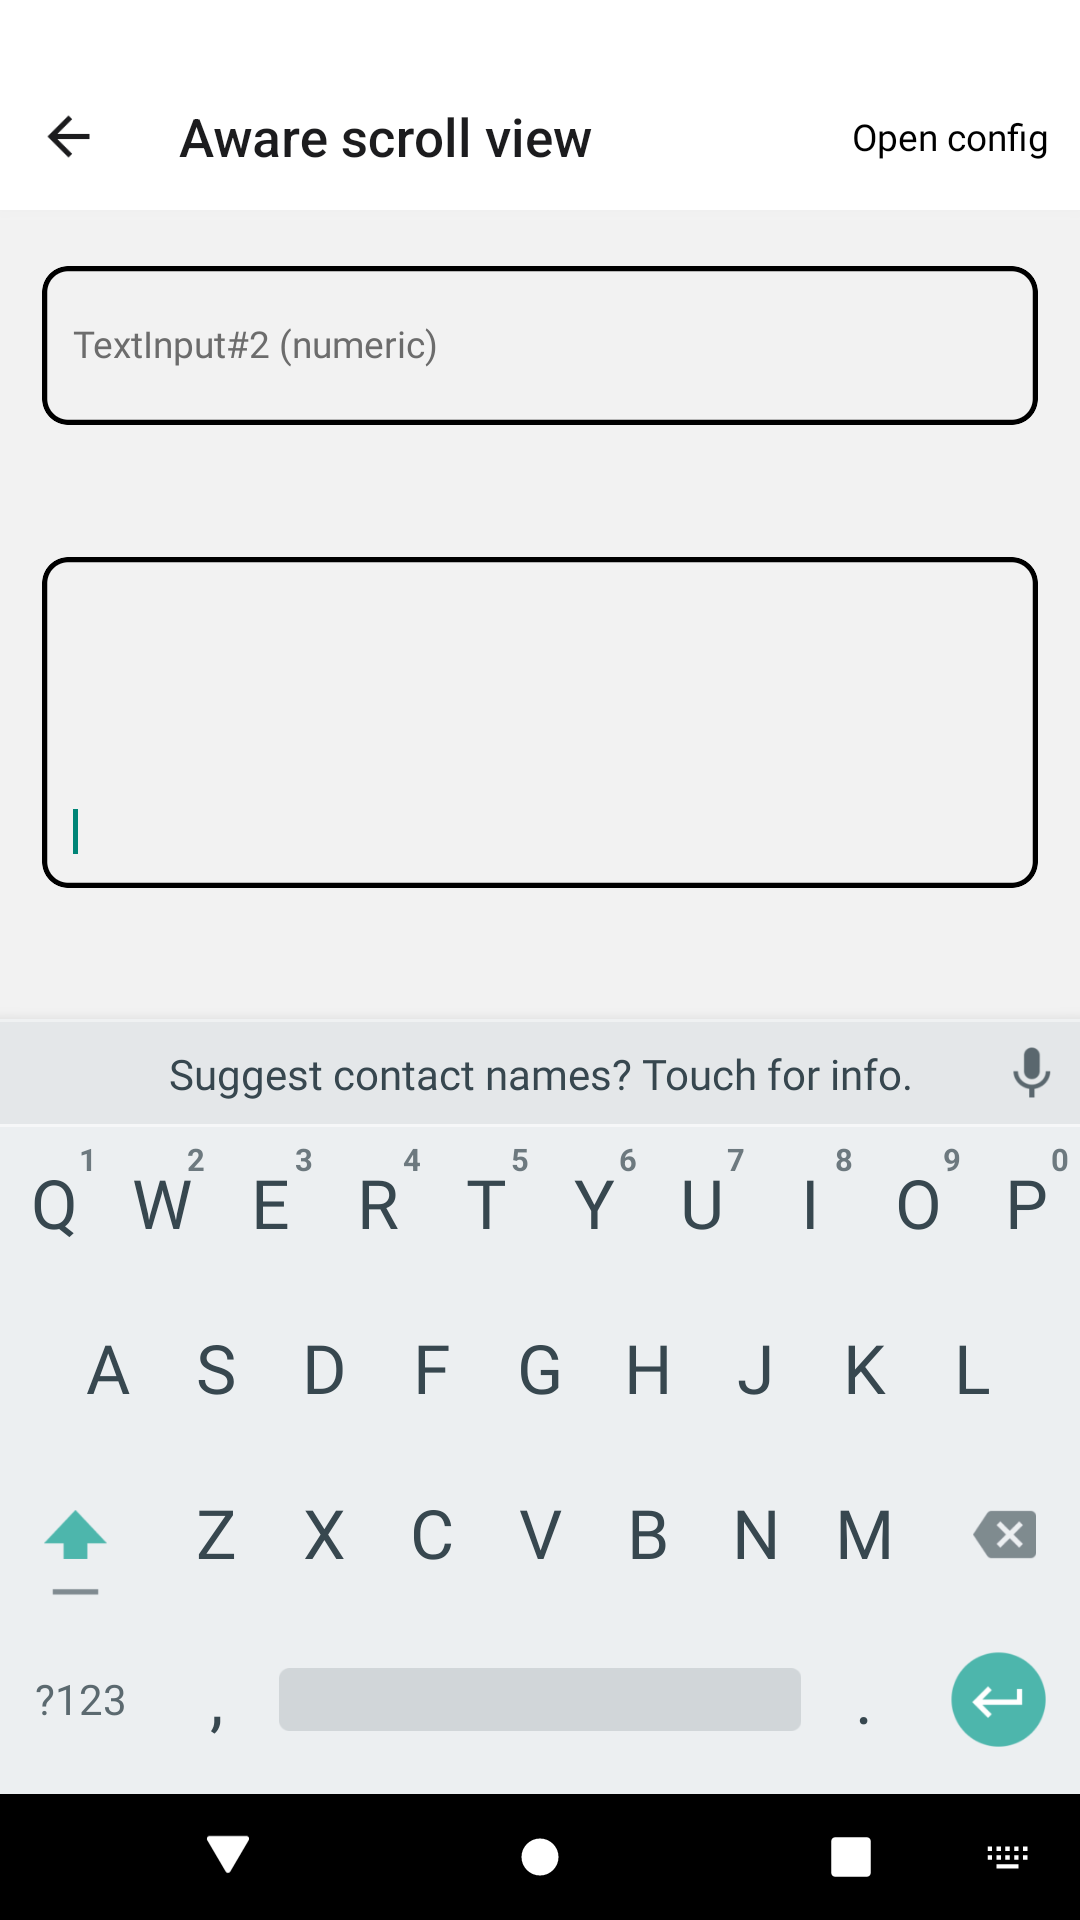 Aware scroll view
Open config
TextInput#2 (numeric)
Suggest contact names? Touch for info.
1 2 3 4 5 6 7 8 9 0
Q W E R T Y U I O P
A S D F G H J K L
Z X C V B N M
?123 , .